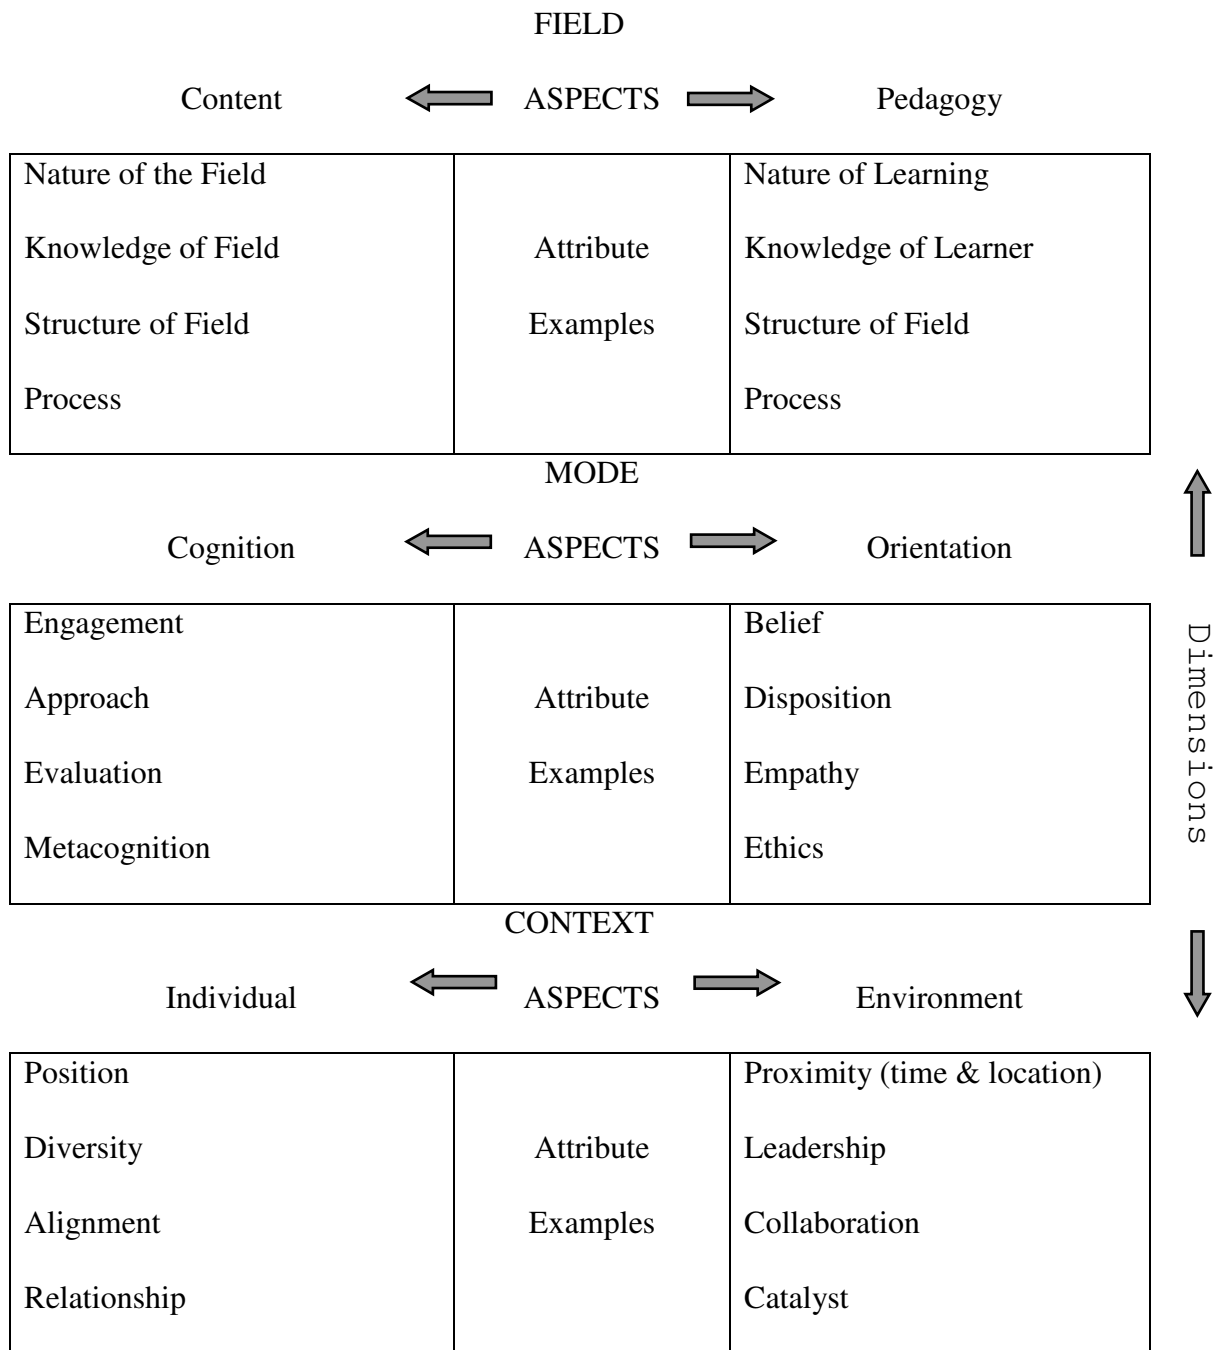 FIELD
Content ASPECTS Pedagogy
Nature of the Field Nature of Learning
Knowledge of Field Attribute Knowledge of Learner
Structure of Field Examples Structure of Field
Process Process
MODE
Cognition ASPECTS Orientation
Engagement Belief
Approach Attribute Disposition
Evaluation Examples Empathy
Metacognition Ethics
CONTEXT
Individual ASPECTS Environment
Position Proximity (time & location)
Diversity Attribute Leadership
Alignment Examples Collaboration
Relationship Catalyst
Dimensions